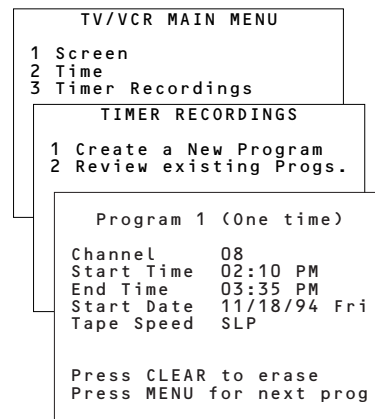 TV/VCR MAIN MENU
1 Screen
2 Time
3 Timer Recordings
TIMER RECORDINGS
1 Create a New Program
2 Review existing Progs.
Program 1 (One time)
Channel 08
Start Time 02:10 PM
End Time 03:35 PM
Start Date 11/18/94 Fri
Tape Speed SLP
Press CLEAR to erase
Press MENU for next prog